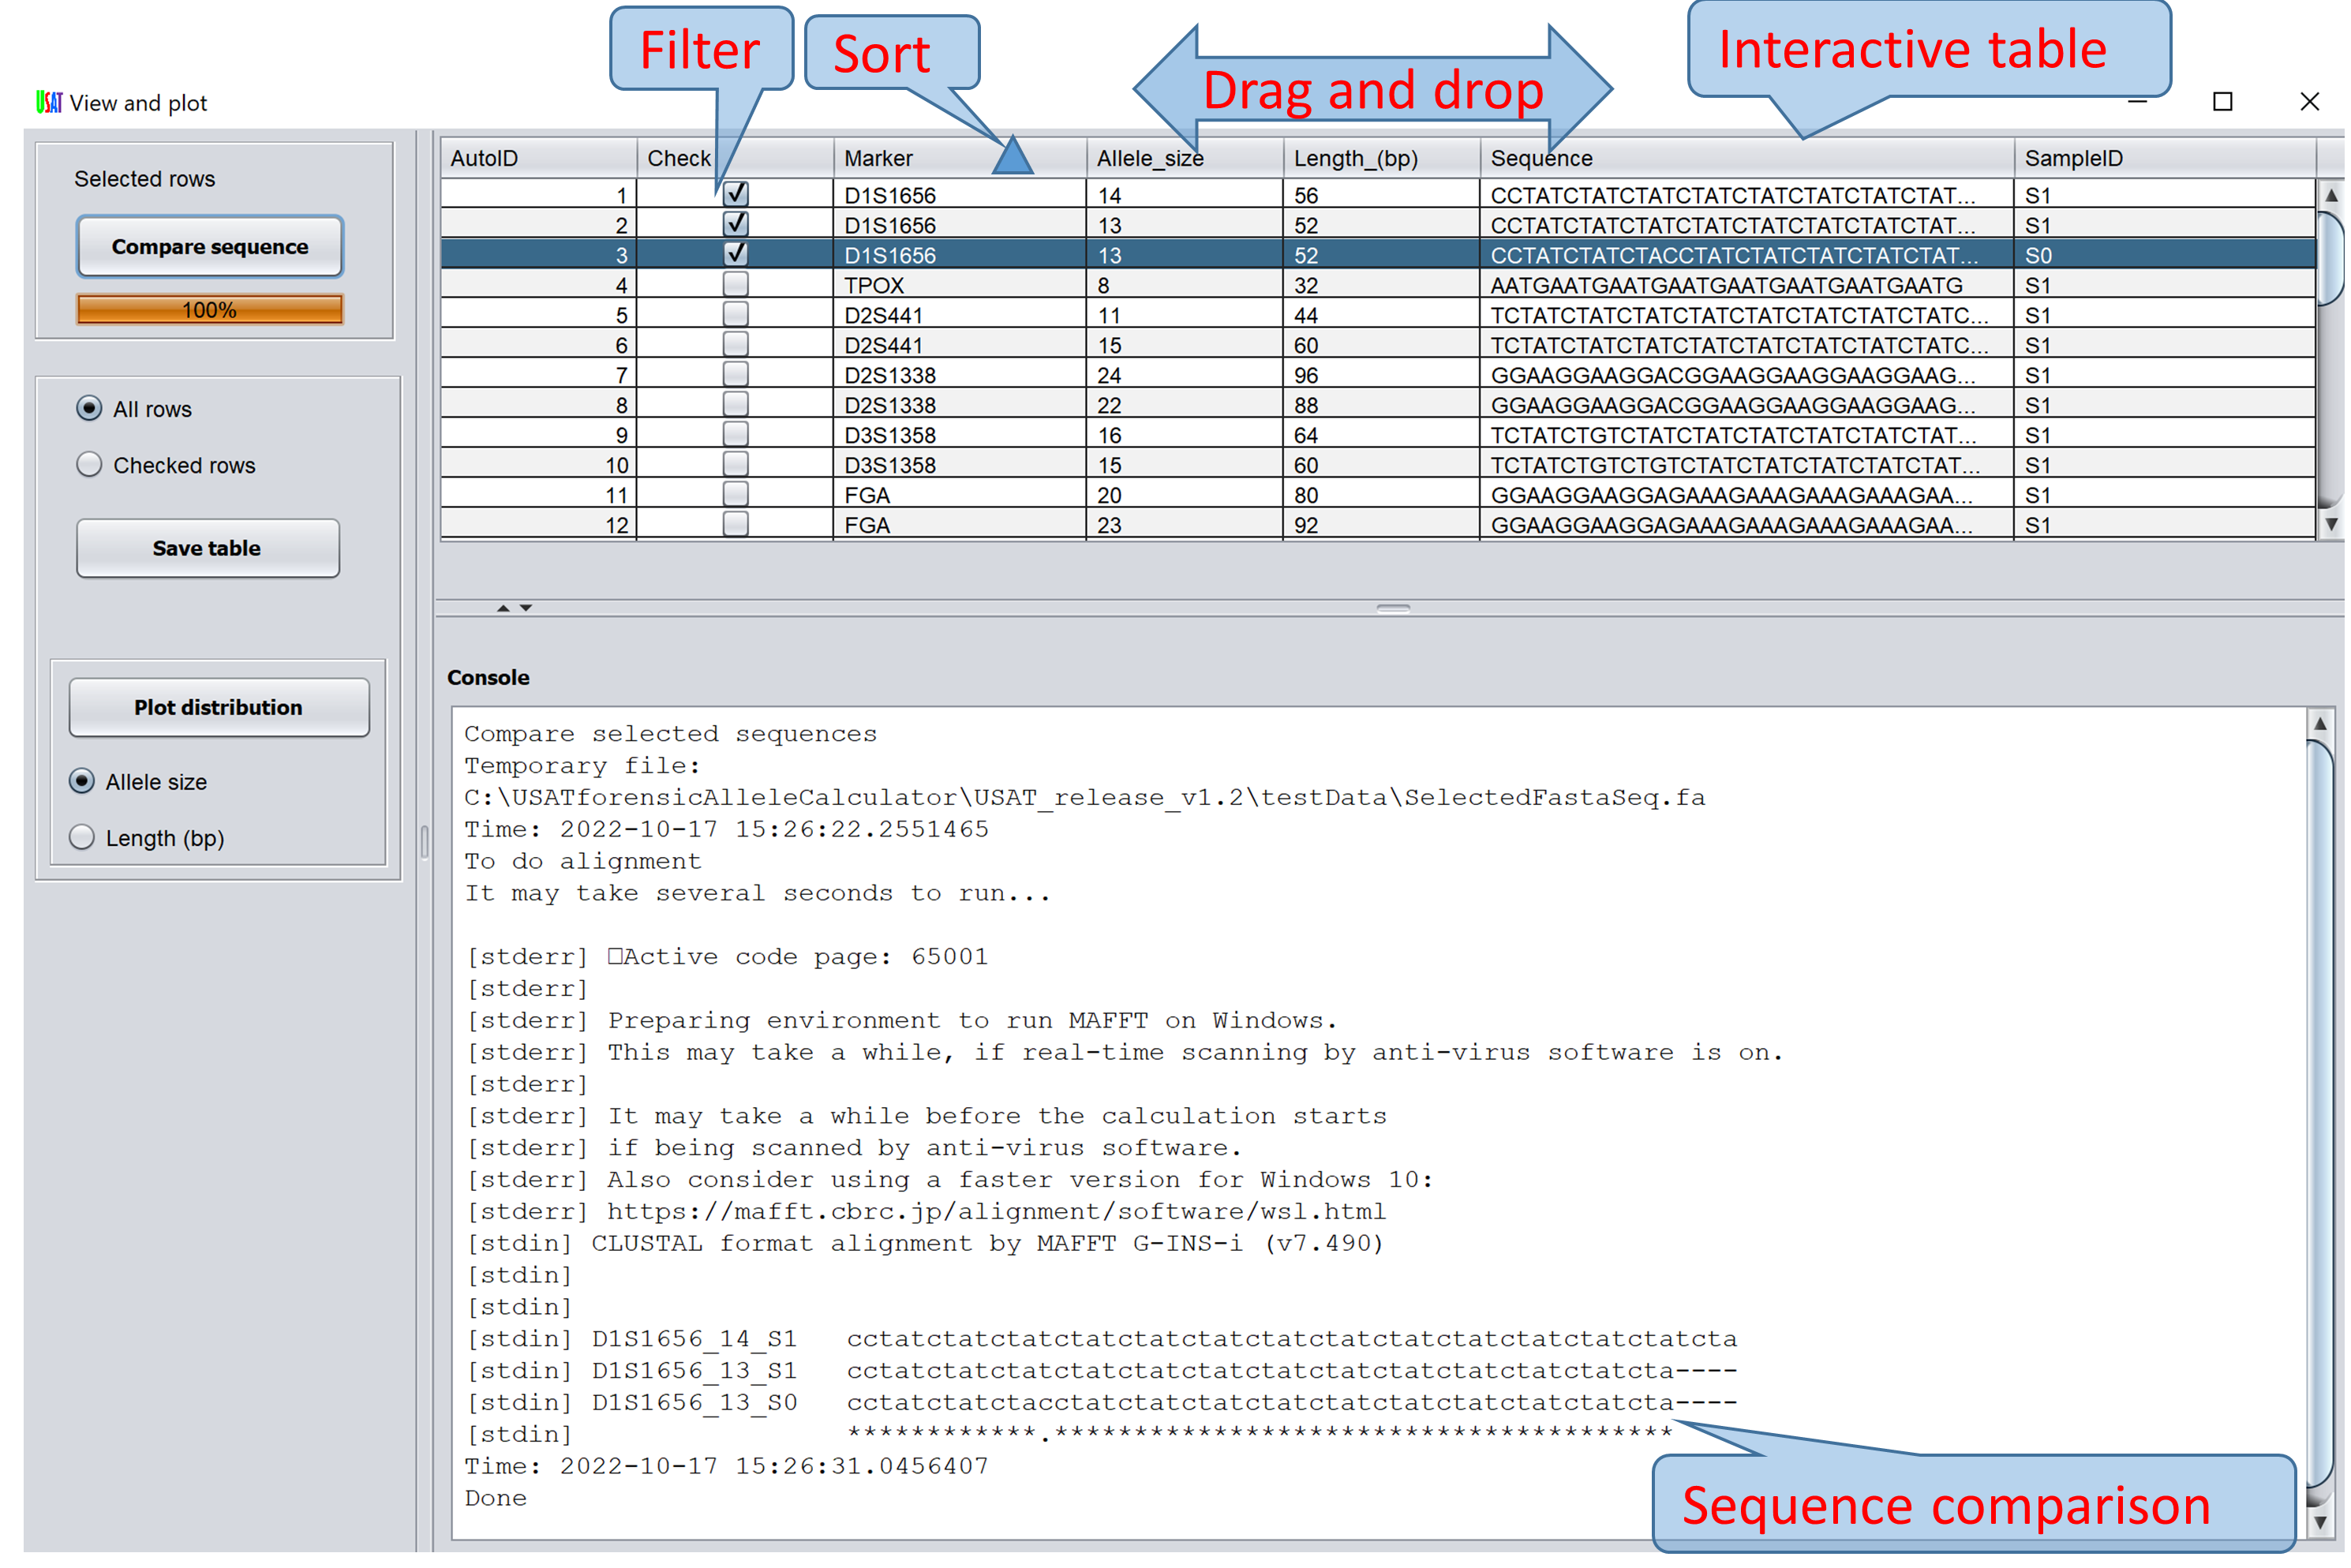 Filter
Sort
Drag and drop
Interactive table
USAT View and plot
Selected rows
Compare sequence
100%
All rows
Checked rows
Save table
Plot distribution
Allele size
Length (bp)
AutoID Check Marker Allele_size Length_(bp) Sequence SampleID
1 D1S1656 14 56 CCTATCTATCTATCTATCTATCTATCTATCTAT... S1
2 D1S1656 13 52 CCTATCTATCTATCTATCTATCTATCTATCTAT... S1
3 D1S1656 13 52 CCTATCTATCTACCTATCTATCTATCTATCTAT... S0
4 TPOX 8 32 AATGAATGAATGAATGAATGAATGAATGAATG S1
5 D2S441 11 44 TCTATCTATCTATCTATCTATCTATCTATCTATC... S1
6 D2S441 15 60 TCTATCTATCTATCTATCTATCTATCTATCTATC... S1
7 D2S1338 24 96 GGAAGGAAGGACGGAAGGAAGGAAGGAAG... S1
8 D2S1338 22 88 GGAAGGAAGGACGGAAGGAAGGAAGGAAG... S1
9 D3S1358 16 64 TCTATCTGTCTATCTATCTATCTATCTATCTAT... S1
10 D3S1358 15 60 TCTATCTGTCTGTCTATCTATCTATCTATCTAT... S1
11 FGA 20 80 GGAAGGAAGGAGAAAGAAAGAAAGAAAGAA... S1
12 FGA 23 92 GGAAGGAAGGAGAAAGAAAGAAAGAAAGAA... S1
Console
Compare selected sequences
Temporary file:
C:\USATforensicAlleleCalculator\USAT_release_v1.2\testData\SelectedFastaSeq.fa
Time: 2022-10-17 15:26:22.2551465
To do alignment
It may take several seconds to run...
[stderr] □Active code page: 65001
[stderr]
[stderr] Preparing environment to run MAFFT on Windows.
[stderr] This may take a while, if real-time scanning by anti-virus software is on.
[stderr]
[stderr] It may take a while before the calculation starts
[stderr] if being scanned by anti-virus software.
[stderr] Also consider using a faster version for Windows 10:
[stderr] https://mafft.cbrc.jp/alignment/software/wsl.html
[stdin] CLUSTAL format alignment by MAFFT G-INS-i (v7.490)
[stdin]
[stdin]
[stdin] D1S1656_14_S1 cctatctatctatctatctatctatctatctatctatctatctatctatctatcta
[stdin] D1S1656_13_S1 cctatctatctatctatctatctatctatctatctatctatctatctatcta----
[stdin] D1S1656_13_S0 cctatctatctacctatctatctatctatctatctatctatctatctatcta----
[stdin] ************.***************************************
Time: 2022-10-17 15:26:31.0456407
Done
Sequence comparison